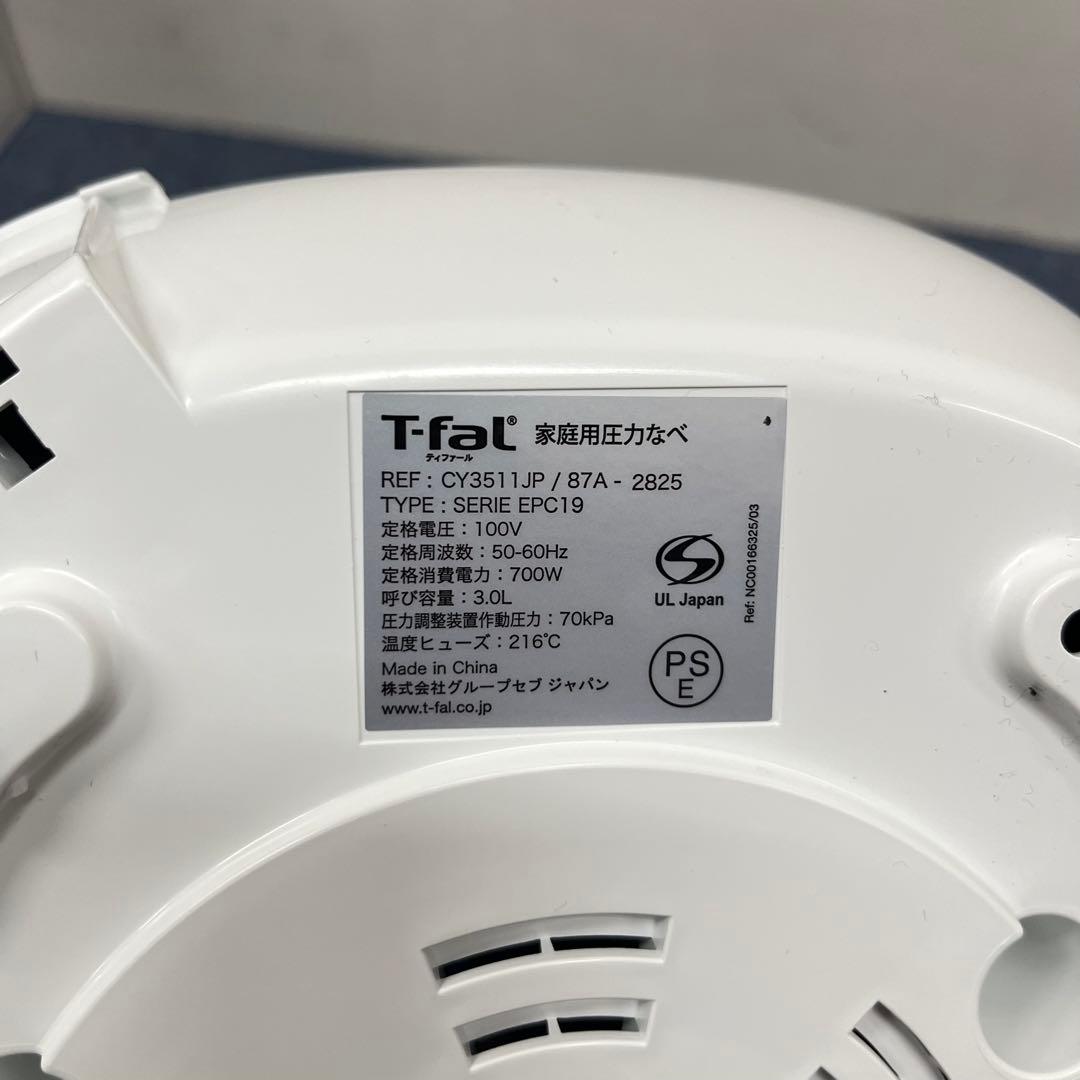 T-fal® 家庭用圧力なべ
ティファール
REF : CY3511JP / 87A - 2825
TYPE : SERIE EPC19
定格電圧 : 100V
定格周波数 : 50-60Hz
定格消費電力 : 700W
呼び容量 : 3.0L
圧力調整装置作動圧力 : 70kPa
温度ヒューズ : 216℃
Made in China
株式会社グループセブ ジャパン
www.t-fal.co.jp
S
UL Japan
PS
E
Ref: NC00166325/03